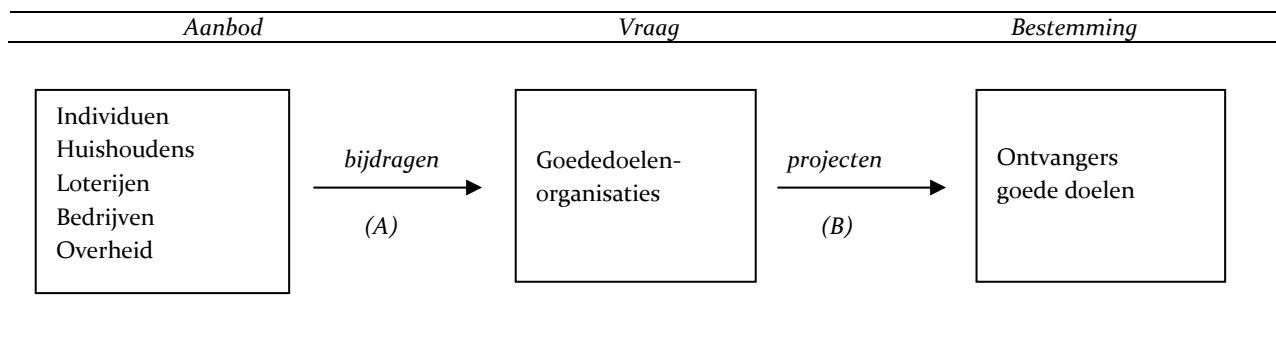 Aanbod Vraag Bestemming
Individuen
Huishoudens
Loterijen
Bedrijven
Overheid
bijdragen
(A)
Goededoelen-
organisaties
projecten
(B)
Ontvangers
goede doelen